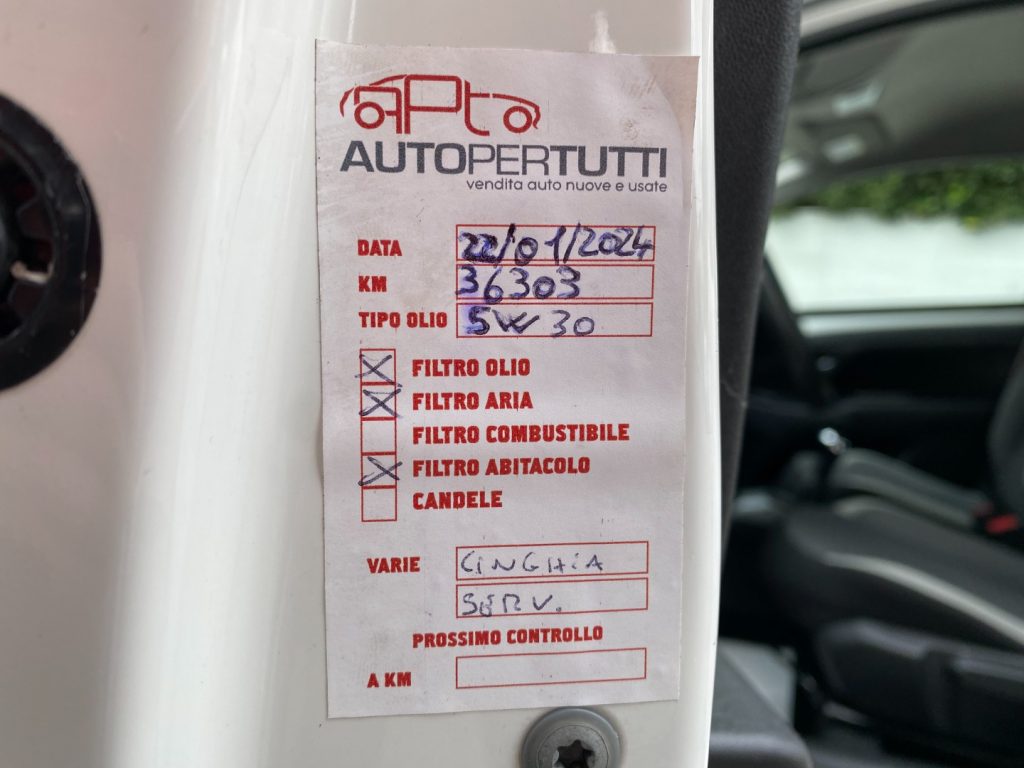 APTO
AUTOPERTUTTI
vendita auto nuove e usate
DATA 22/01/2024
KM 36303
TIPO OLIO 5W30
FILTRO OLIO
FILTRO ARIA
FILTRO COMBUSTIBILE
FILTRO ABITACOLO
CANDELE
VARIE CINGHIA
SERV.
PROSSIMO CONTROLLO
A KM